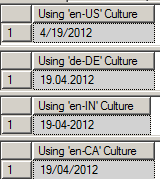 Using 'en-US' Culture
1 4/19/2012
Using 'de-DE' Culture
1 19.04.2012
Using 'en-IN' Culture
1 19-04-2012
Using 'en-CA' Culture
1 19/04/2012